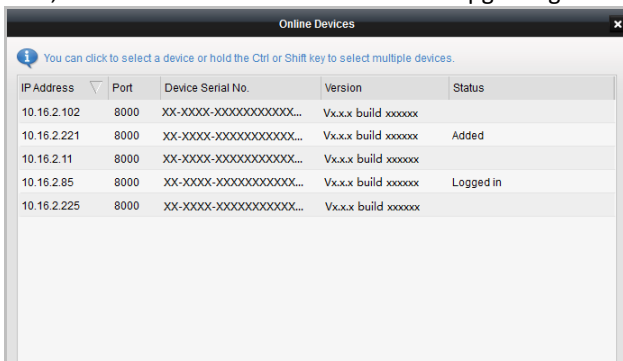 Online Devices
You can click to select a device or hold the Ctrl or Shift key to select multiple devices.
IP Address Port Device Serial No. Version Status
10.16.2.102 8000 XX-XXXX-XXXXXXXXXXX... Vx.x.x build xxxxxx
10.16.2.221 8000 XX-XXXX-XXXXXXXXXXX... Vx.x.x build xxxxxx Added
10.16.2.11 8000 XX-XXXX-XXXXXXXXXXX... Vx.x.x build xxxxxx
10.16.2.85 8000 XX-XXXX-XXXXXXXXXXX... Vx.x.x build xxxxxx Logged in
10.16.2.225 8000 XX-XXXX-XXXXXXXXXXX... Vx.x.x build xxxxxx